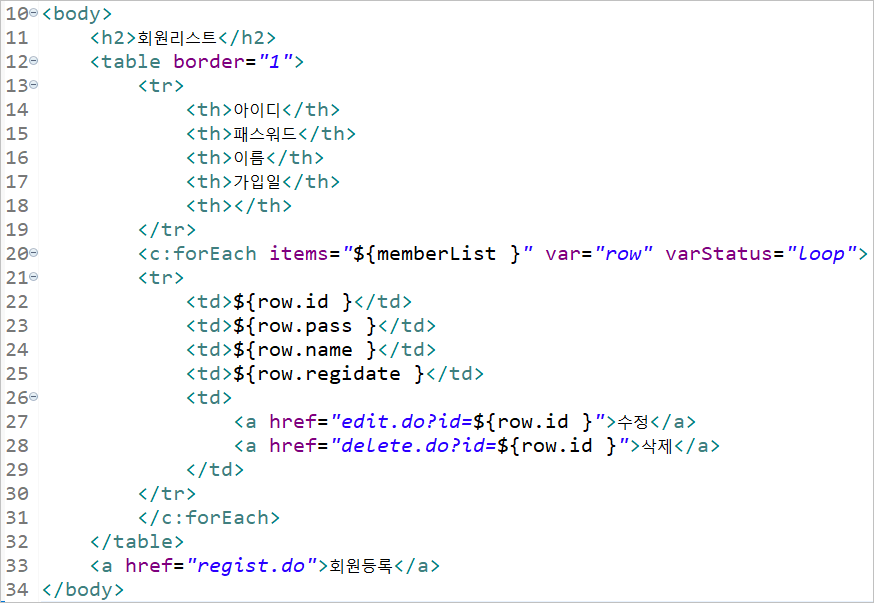 10 <body>
11     <h2>회원리스트</h2>
12     <table border="1">
13         <tr>
14             <th>아이디</th>
15             <th>패스워드</th>
16             <th>이름</th>
17             <th>가입일</th>
18             <th></th>
19         </tr>
20         <c:forEach items="${memberList }" var="row" varStatus="loop">
21         <tr>
22             <td>${row.id }</td>
23             <td>${row.pass }</td>
24             <td>${row.name }</td>
25             <td>${row.regidate }</td>
26             <td>
27                 <a href="edit.do?id=${row.id }">수정</a>
28                 <a href="delete.do?id=${row.id }">삭제</a>
29             </td>
30         </tr>
31         </c:forEach>
32     </table>
33     <a href="regist.do">회원등록</a>
34 </body>